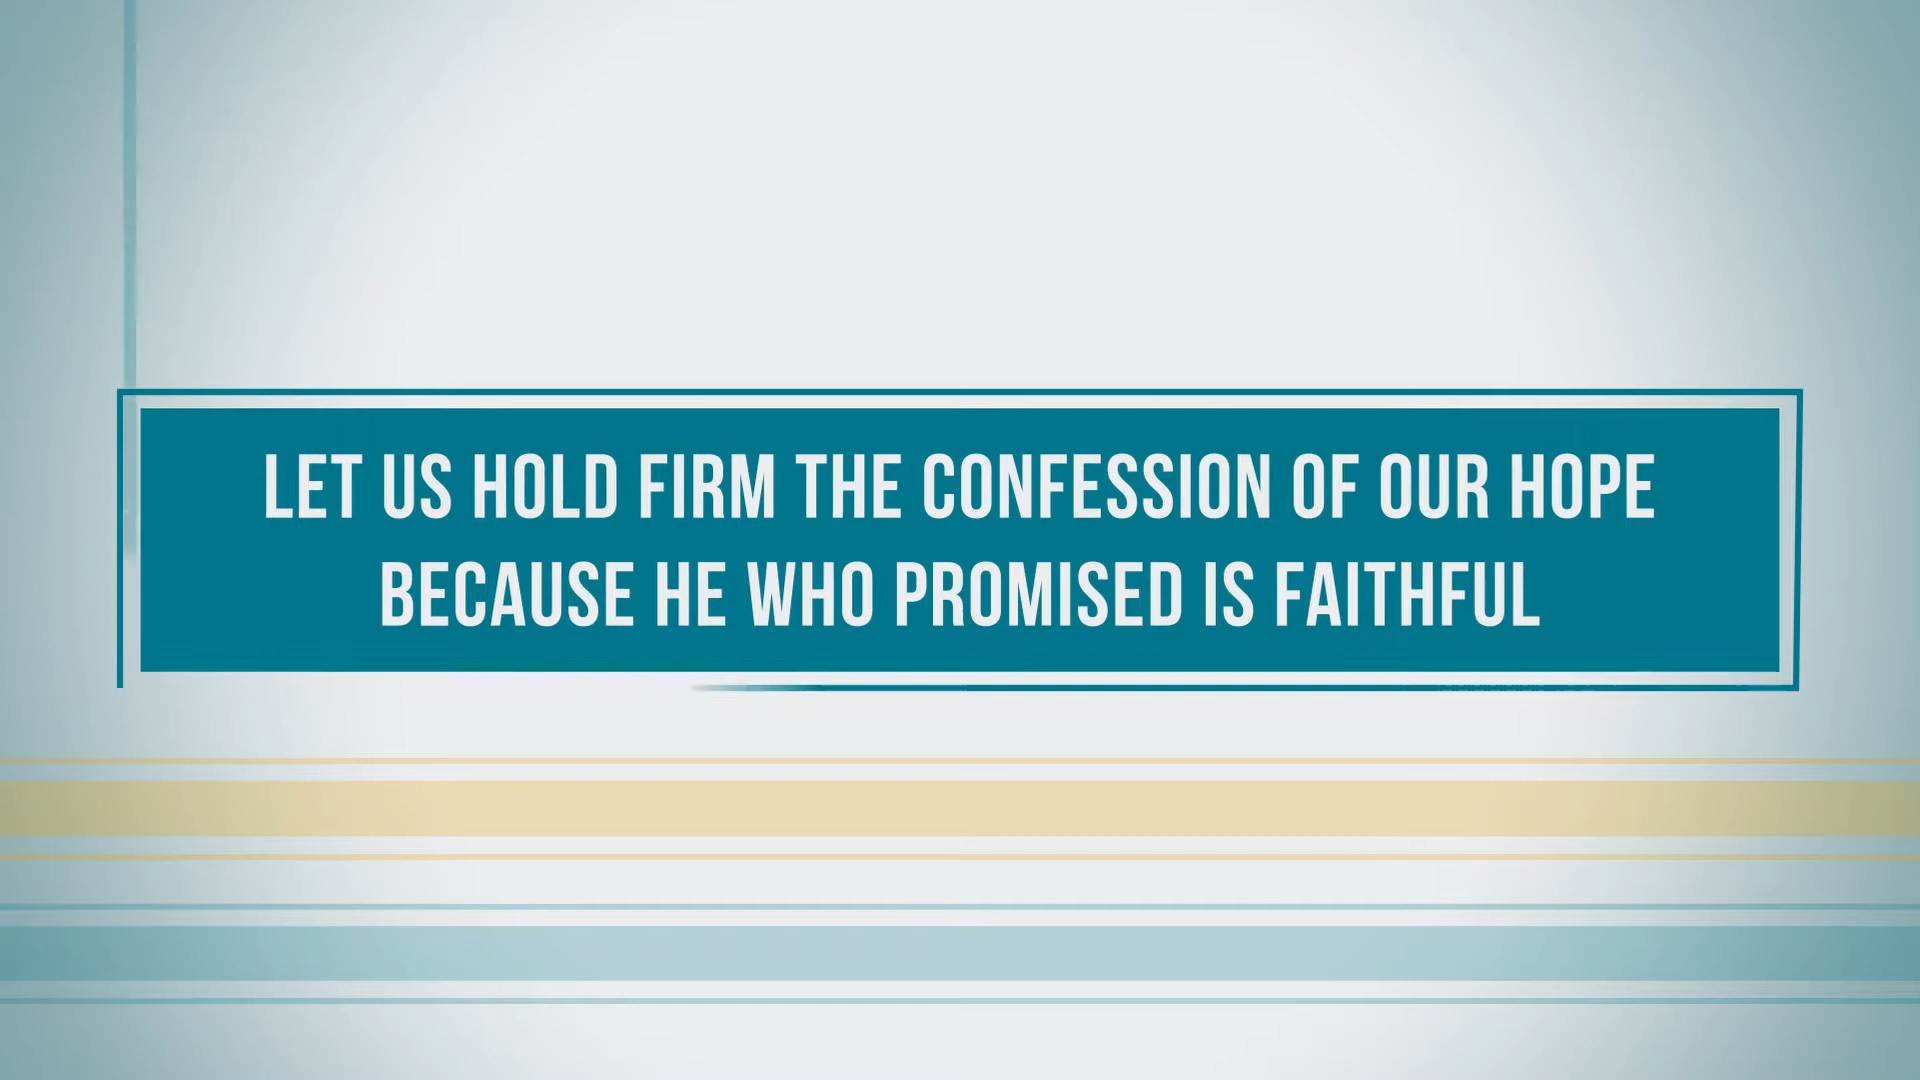 LET US HOLD FIRM THE CONFESSION OF OUR HOPE
BECAUSE HE WHO PROMISED IS FAITHFUL